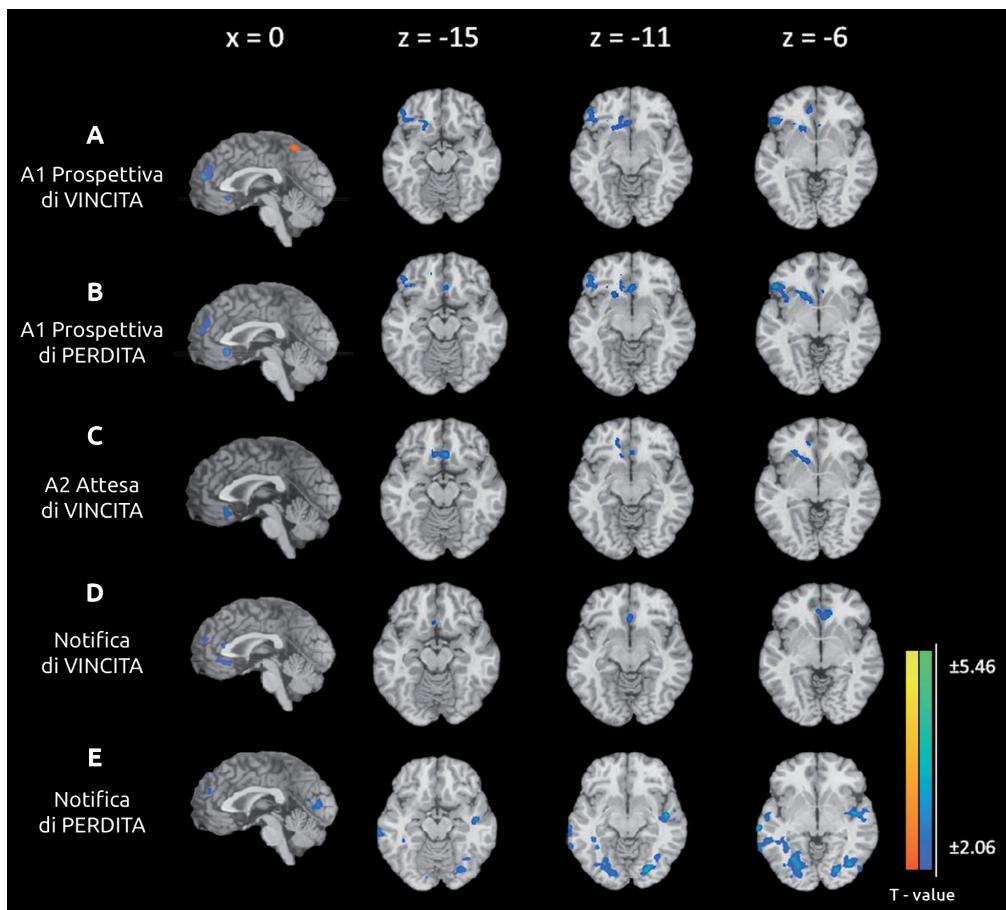 x = 0
z = -15
z = -11
z = -6
A
A1 Prospettiva
di VINCITA
B
A1 Prospettiva
di PERDITA
C
A2 Attesa
di VINCITA
D
Notifica
di VINCITA
E
Notifica
di PERDITA
±5.46
±2.06
T - value